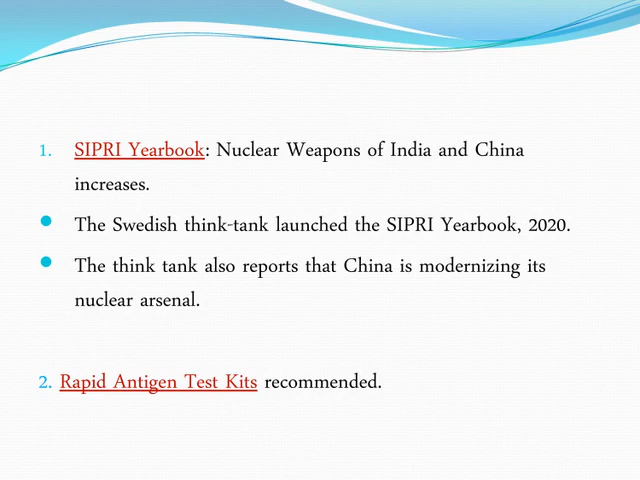 1. SIPRI Yearbook: Nuclear Weapons of India and China
increases.
● The Swedish think-tank launched the SIPRI Yearbook, 2020.
● The think tank also reports that China is modernizing its
nuclear arsenal.
2. Rapid Antigen Test Kits recommended.